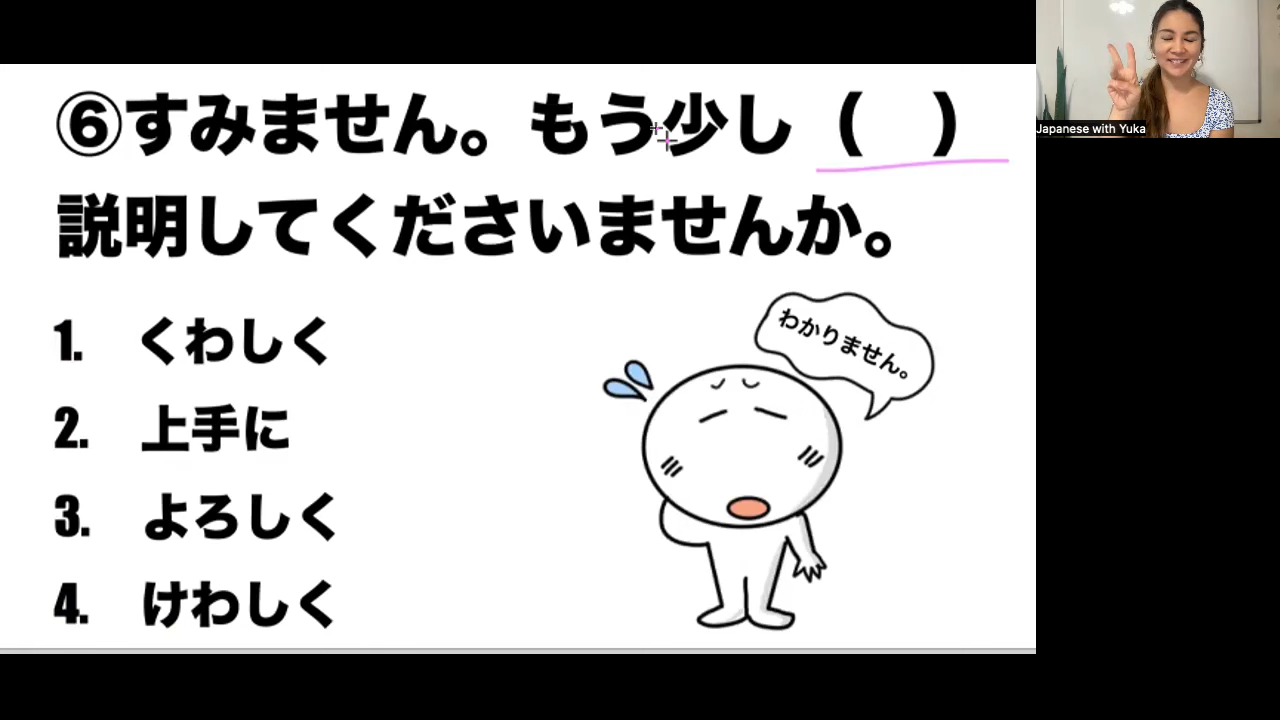 ⑥すみません。もう少し（　）
説明してくださいませんか。
1.　くわしく
2.　上手に
3.　よろしく
4.　けわしく
わかりません。
Japanese with Yuka